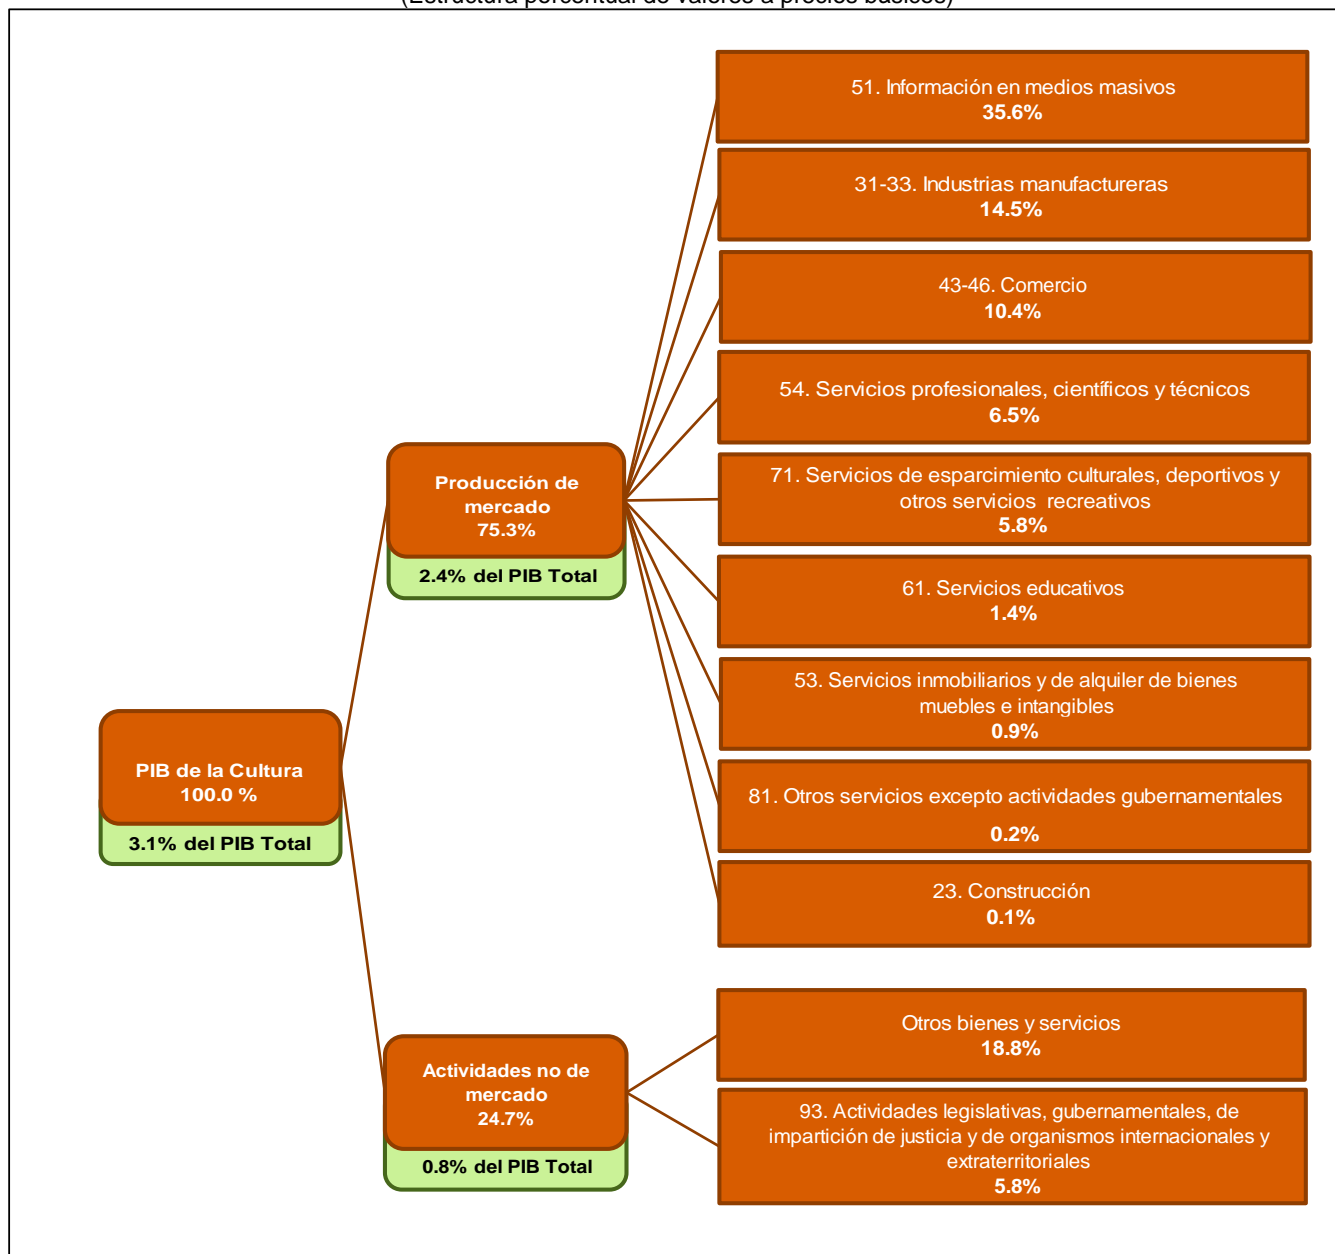 (Estructura porcentual de valores a precios básicos)
51. Información en medios masivos
35.6%
31-33. Industrias manufactureras
14.5%
43-46. Comercio
10.4%
54. Servicios profesionales, científicos y técnicos
6.5%
Producción de
mercado
75.3%
2.4% del PIB Total
71. Servicios de esparcimiento culturales, deportivos y
otros servicios recreativos
5.8%
61. Servicios educativos
1.4%
53. Servicios inmobiliarios y de alquiler de bienes
muebles e intangibles
0.9%
PIB de la Cultura
100.0 %
3.1% del PIB Total
81. Otros servicios excepto actividades gubernamentales
0.2%
23. Construcción
0.1%
Otros bienes y servicios
18.8%
Actividades no de
mercado
24.7%
0.8% del PIB Total
93. Actividades legislativas, gubernamentales, de
impartición de justicia y de organismos internacionales y
extraterritoriales
5.8%